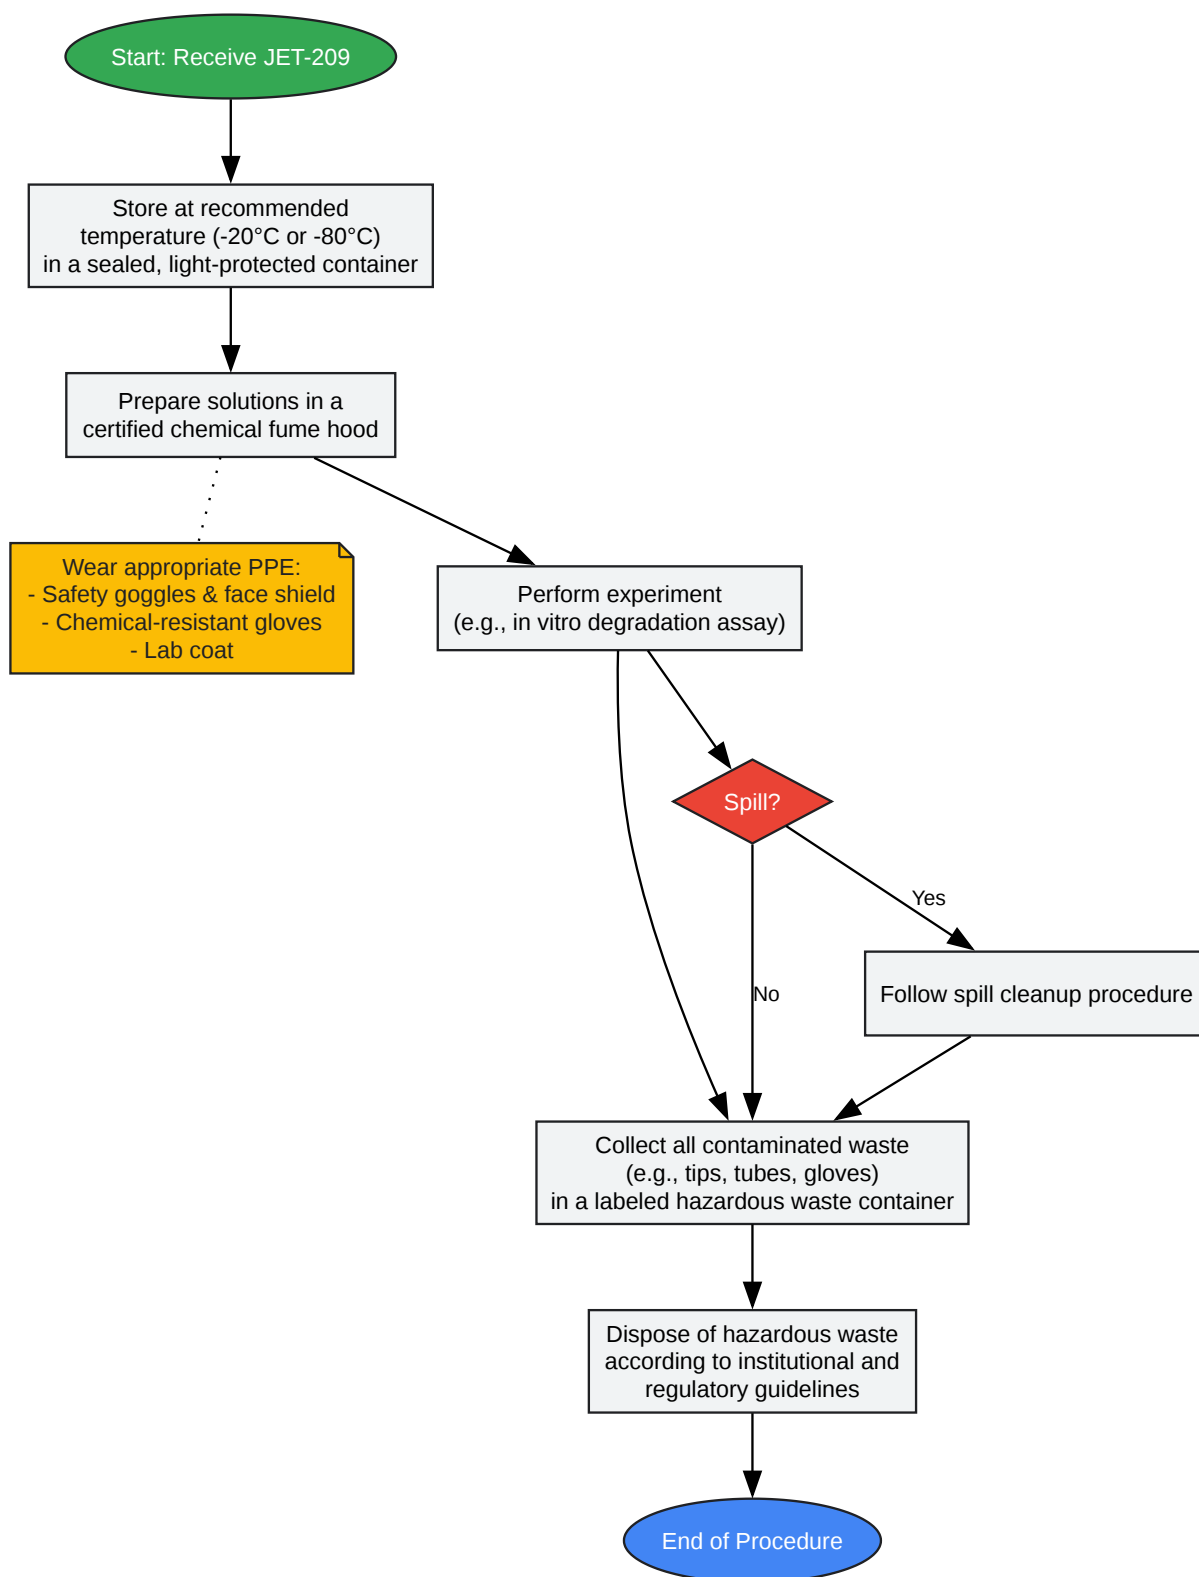 Start: Receive JET-209
Store at recommended
temperature (-20°C or -80°C)
in a sealed, light-protected container
Prepare solutions in a
certified chemical fume hood
Wear appropriate PPE:
- Safety goggles & face shield
- Chemical-resistant gloves
- Lab coat
Perform experiment
(e.g., in vitro degradation assay)
Spill?
Yes
No
Follow spill cleanup procedure
Collect all contaminated waste
(e.g., tips, tubes, gloves)
in a labeled hazardous waste container
Dispose of hazardous waste
according to institutional and
regulatory guidelines
End of Procedure